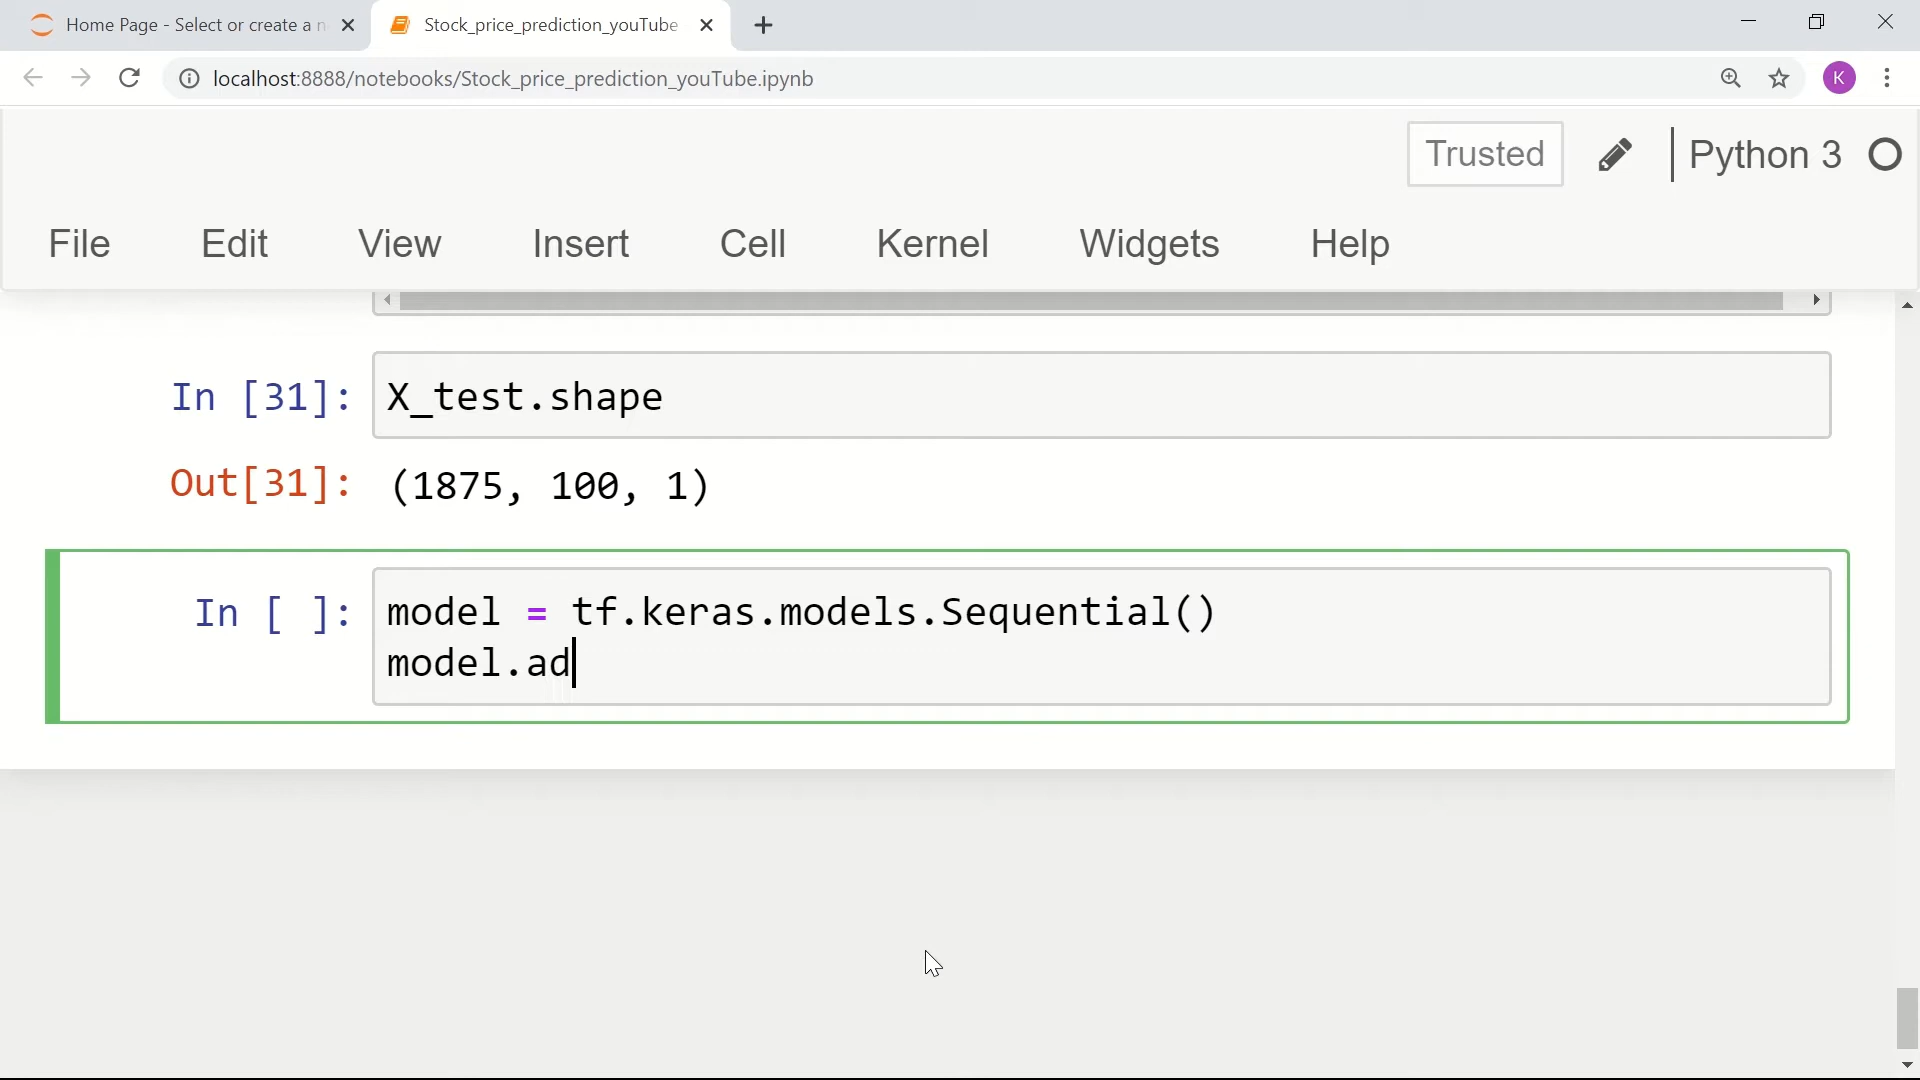 Home Page - Select or create a n
Stock_price_prediction_youTube
localhost:8888/notebooks/Stock_price_prediction_youTube.ipynb
K
Trusted
Python 3
File Edit View Insert Cell Kernel Widgets Help
In [31]: X_test.shape
Out[31]: (1875, 100, 1)
In [ ]: model = tf.keras.models.Sequential()
model.ad